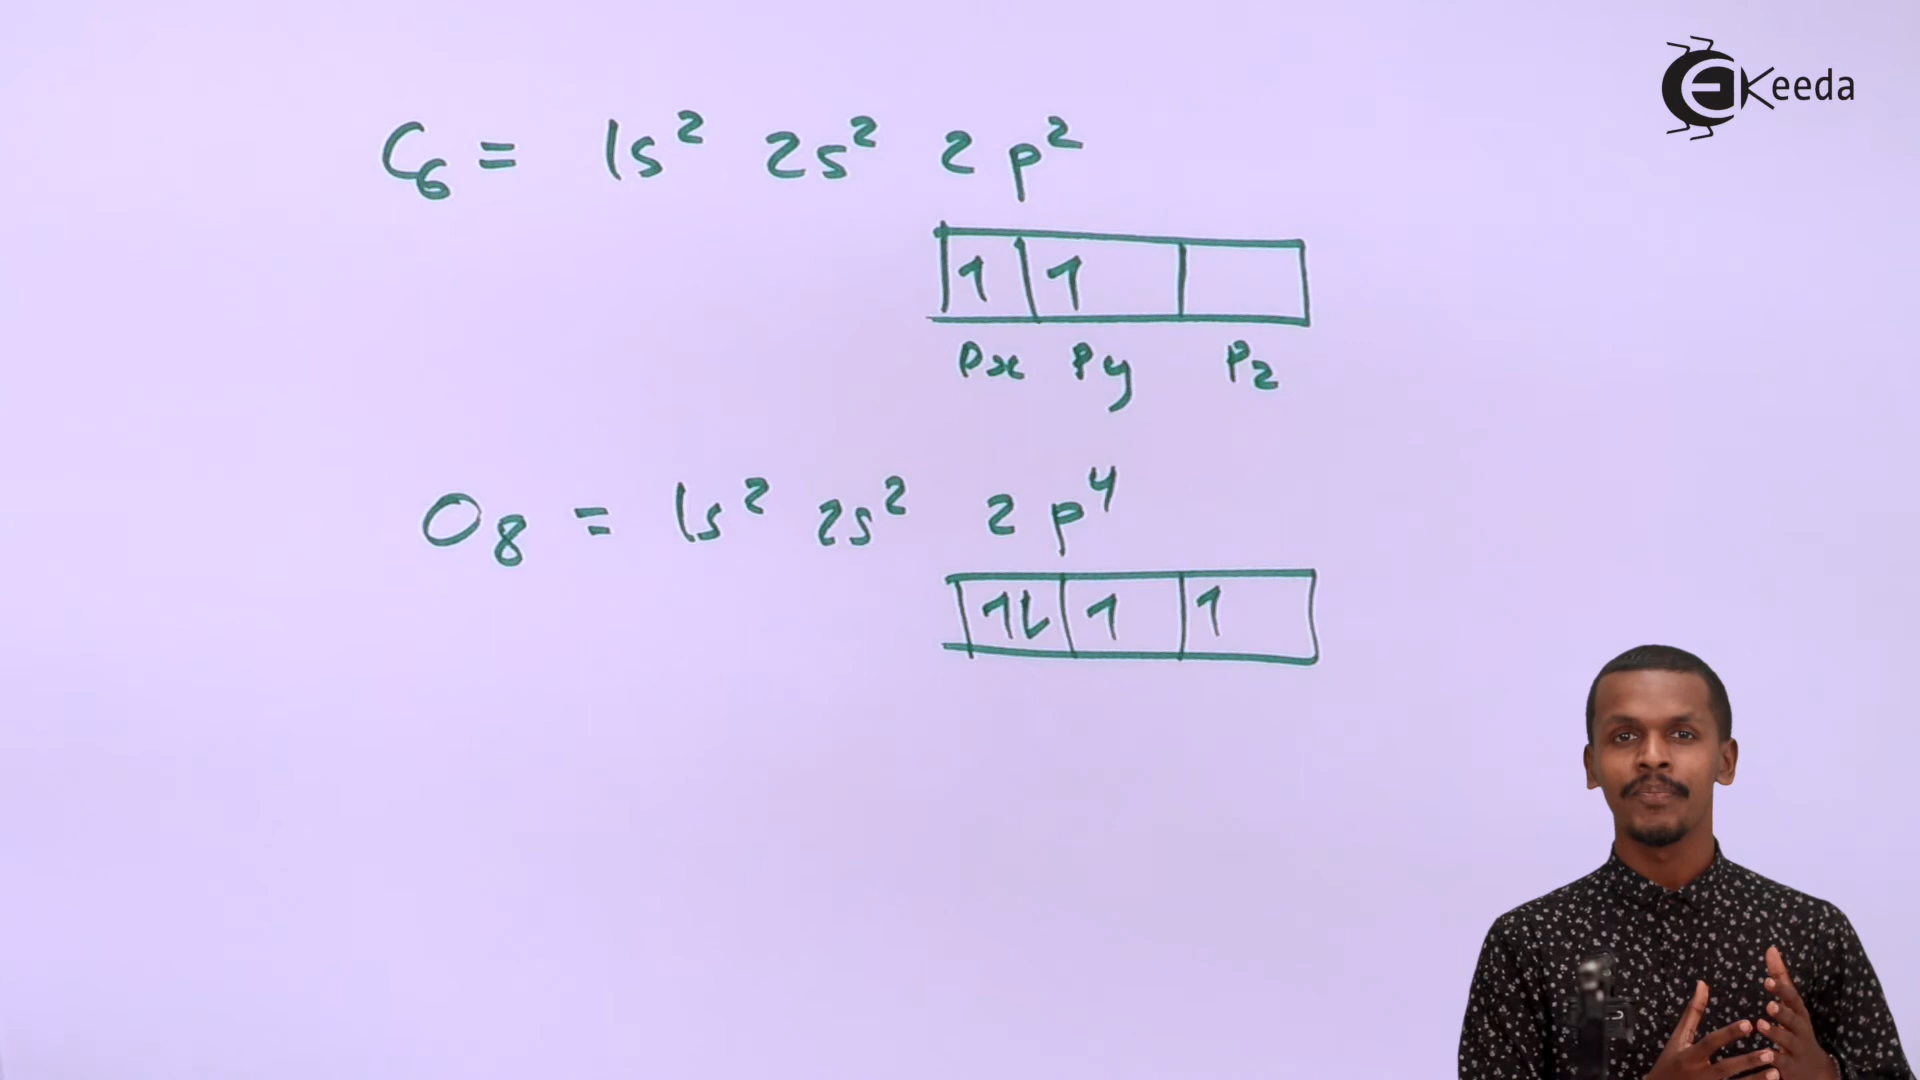 eKeeda
C₆ = 1s² 2s² 2p²
1 1
Px Py Pz
O₈ = 1s² 2s² 2p⁴
1L 1 1